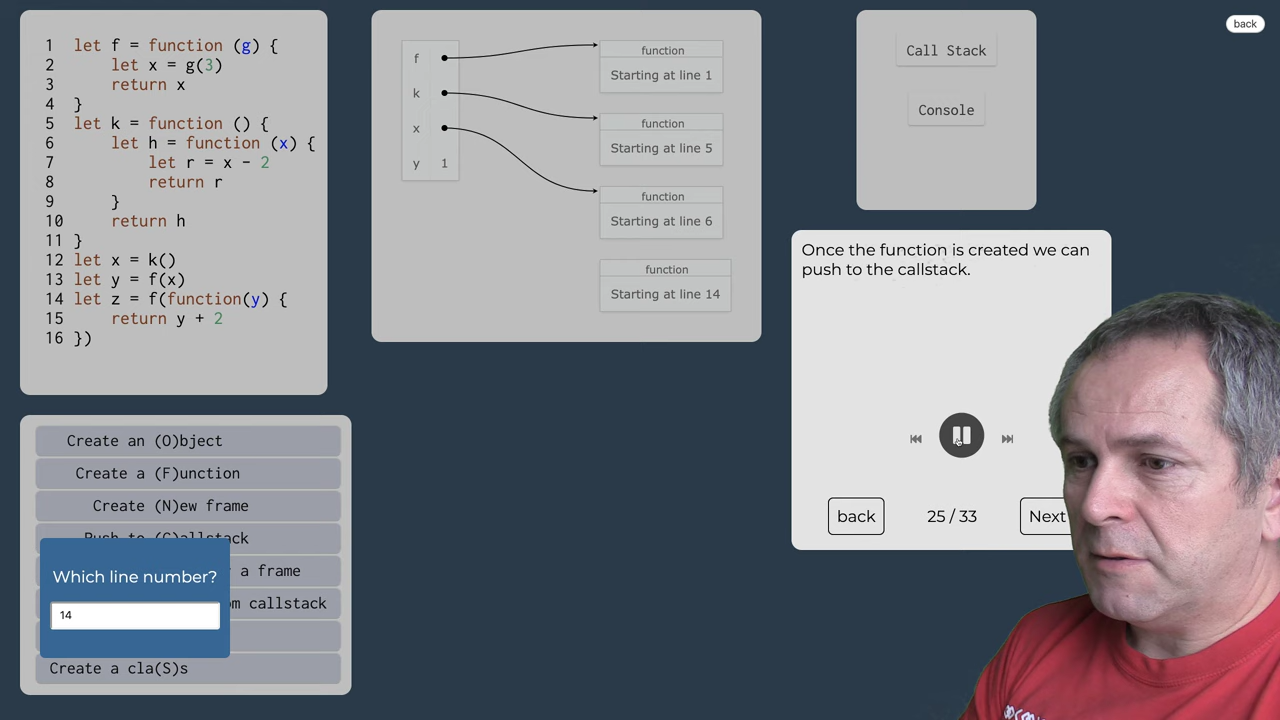 1 let f = function (g) {
2 let x = g(3)
3 return x
4 }
5 let k = function () {
6 let h = function (x) {
7 let r = x - 2
8 return r
9 }
10 return h
11 }
12 let x = k()
13 let y = f(x)
14 let z = f(function(y) {
15 return y + 2
16 })
f
k
x
y 1
function
Starting at line 1
function
Starting at line 5
function
Starting at line 6
function
Starting at line 14
Call Stack
Console
back
Once the function is created we can
push to the callstack.
back
25 / 33
Next
Create an (O)bject
Create a (F)unction
Create (N)ew frame
Push to (C)allstack
a frame
callstack
Create a cla(S)s
Which line number?
14